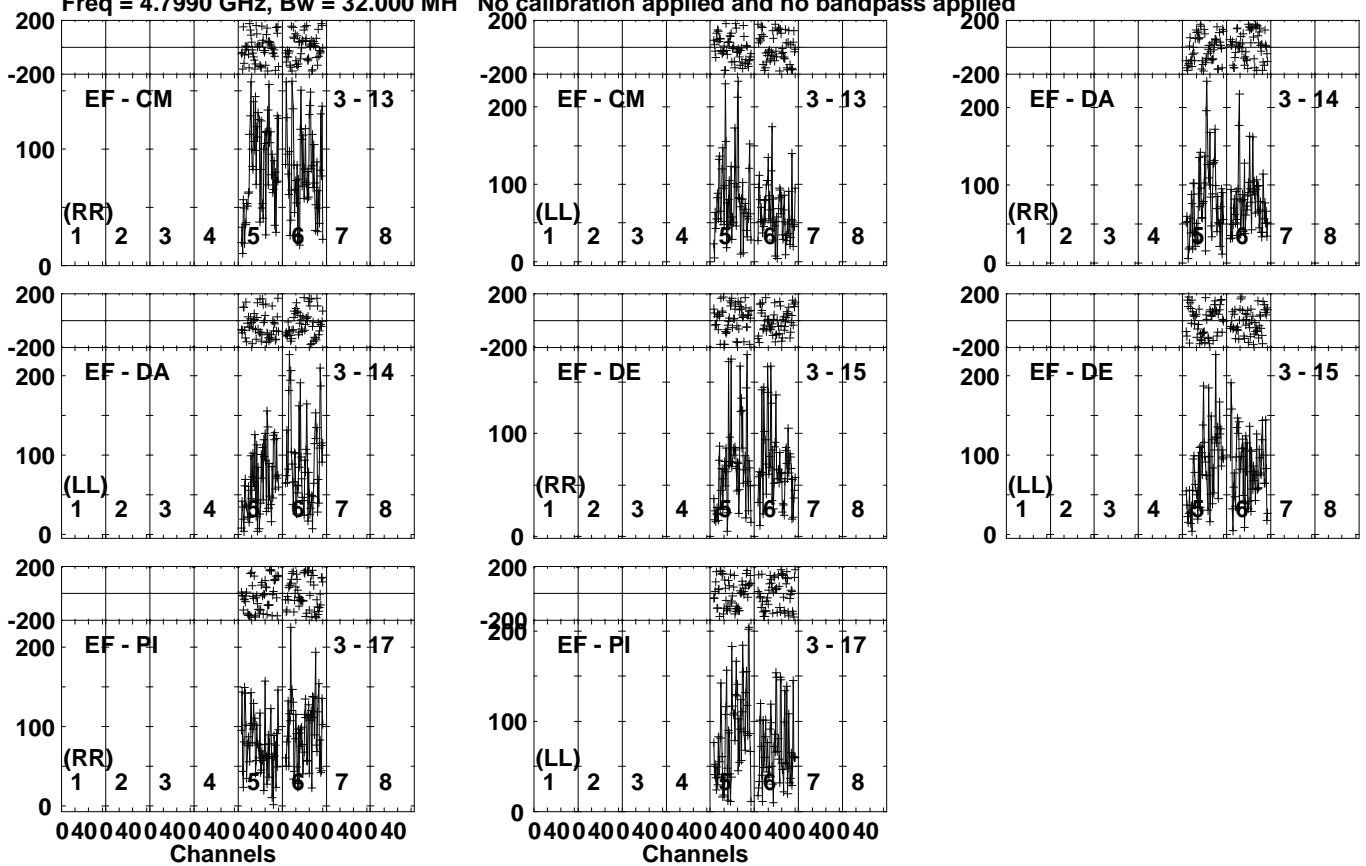 Freq = 4.7990 GHz, Bw = 32.000 MH No calibration applied and no bandpass applied
200
-200
EF - CM 3 - 13
100
(RR)
1 2 3 4 5 6 7 8
0
200
-200
EF - CM 3 - 13
200
100
(LL)
1 2 3 4 5 6 7 8
0
200
-200
EF - DA 3 - 14
200
100
(RR)
1 2 3 4 5 6 7 8
0
200
-200
EF - DA 3 - 14
200
100
(LL)
1 2 3 4 5 6 7 8
0
200
-200
EF - DE 3 - 15
100
(RR)
1 2 3 4 5 6 7 8
0
200
-200
EF - DE 3 - 15
200
100
(LL)
1 2 3 4 5 6 7 8
0
200
-200
EF - PI 3 - 17
200
100
(RR)
1 2 3 4 5 6 7 8
0
0 40 0 40 0 40 0 40 0 40 0 40 0 40 0 40
Channels
200
-200
200
EF - PI 3 - 17
100
(LL)
1 2 3 4 5 6 7 8
0
0 40 0 40 0 40 0 40 0 40 0 40 0 40 0 40
Channels